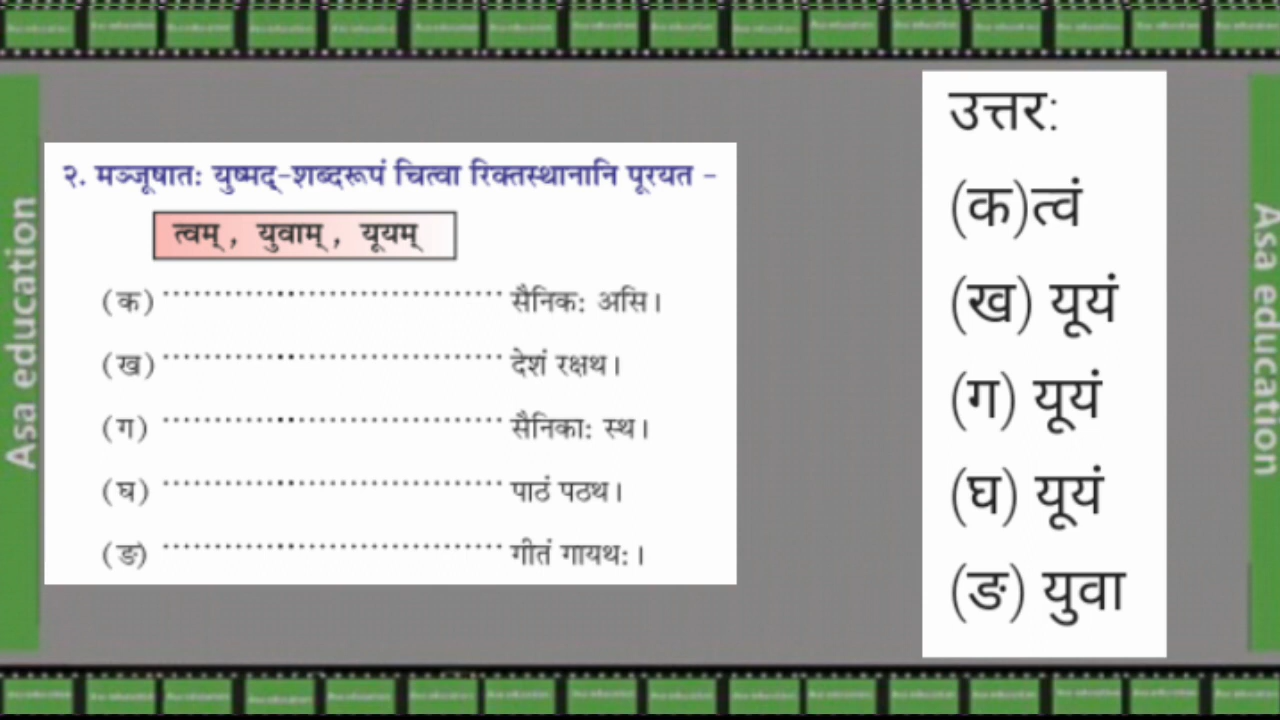 Asa education
२. मञ्जूषातः युष्मद्-शब्दरूपं चित्वा रिक्तस्थानानि पूरयत -
त्वम् , युवाम् , यूयम्
(क) ........................................ सैनिकः असि।
(ख) ........................................ देशं रक्षथ।
(ग) ........................................ सैनिकाः स्थ।
(घ) ........................................ पाठं पठथ।
(ङ) ........................................ गीतं गायथः।
उत्तर:
(क)त्वं
(ख) यूयं
(ग) यूयं
(घ) यूयं
(ङ) युवा
Asa education